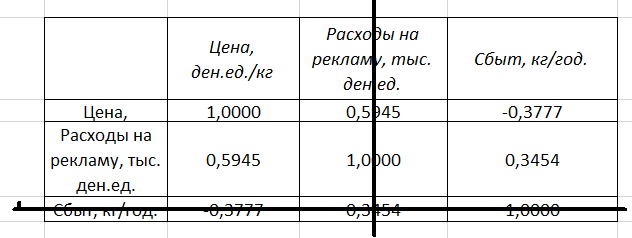 Цена, ден.ед./кг
Расходы на рекламу, тыс. ден.ед.
Сбыт, кг/год.
Цена, 1,0000 0,5945 -0,3777
Расходы на рекламу, тыс. ден.ед. 0,5945 1,0000 0,3454
Сбыт, кг/год. -0,3777 0,3454 1,0000